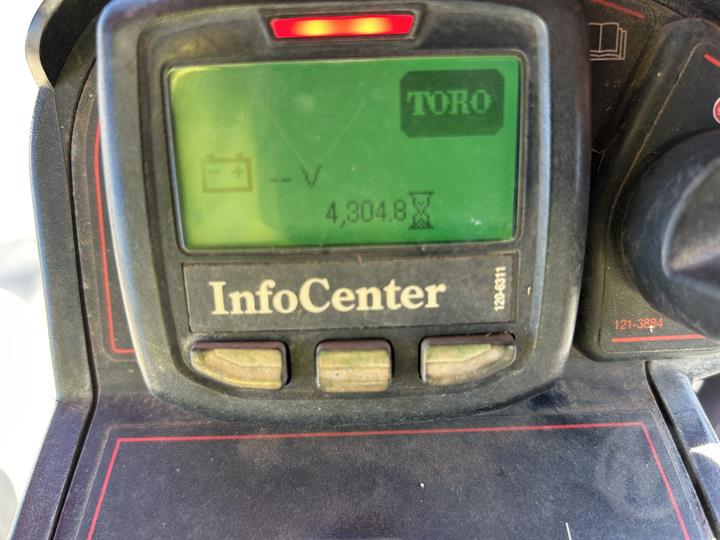 TORO
-- V
4,304.8
InfoCenter
120-6311
121-3884